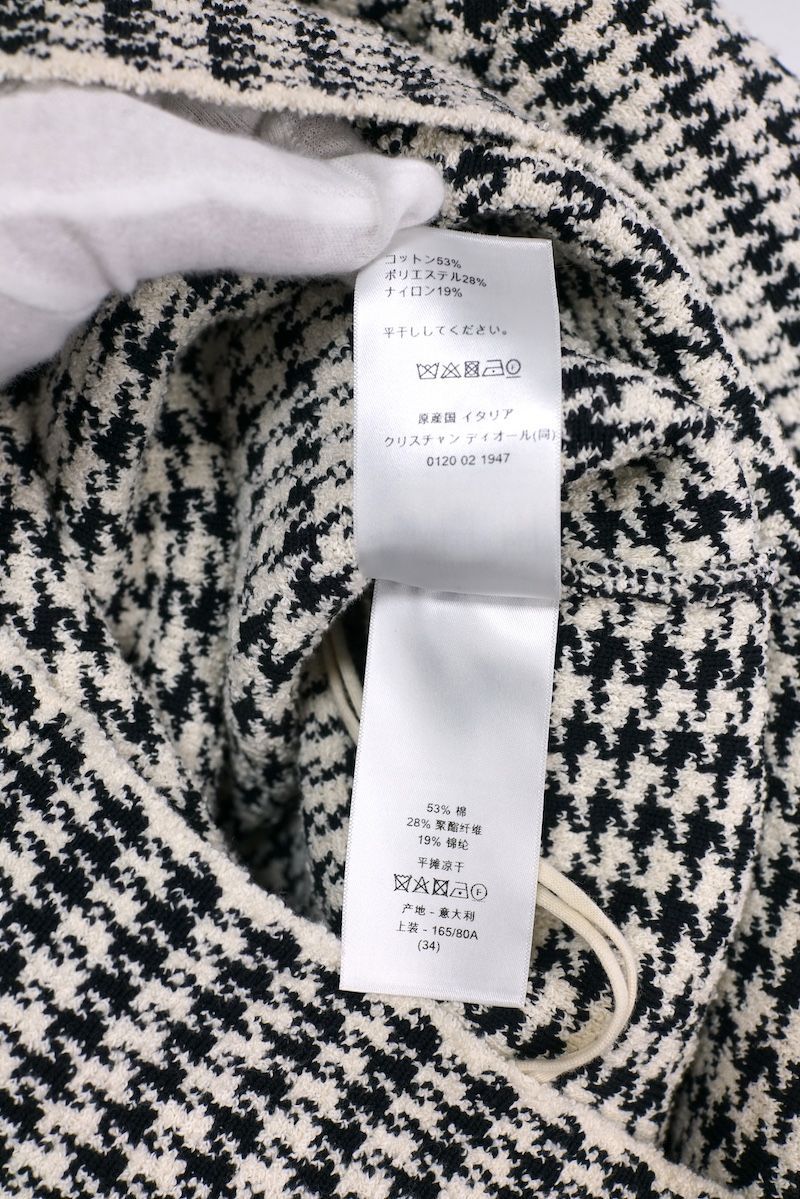 コットン53%
ポリエステル28%
ナイロン19%
平干ししてください。
原産国 イタリア
クリスチャン ディオール(同)
0120 02 1947
53% 棉
28% 聚酯纤维
19% 锦纶
平摊凉干
产地 - 意大利
上装 - 165/80A
(34)